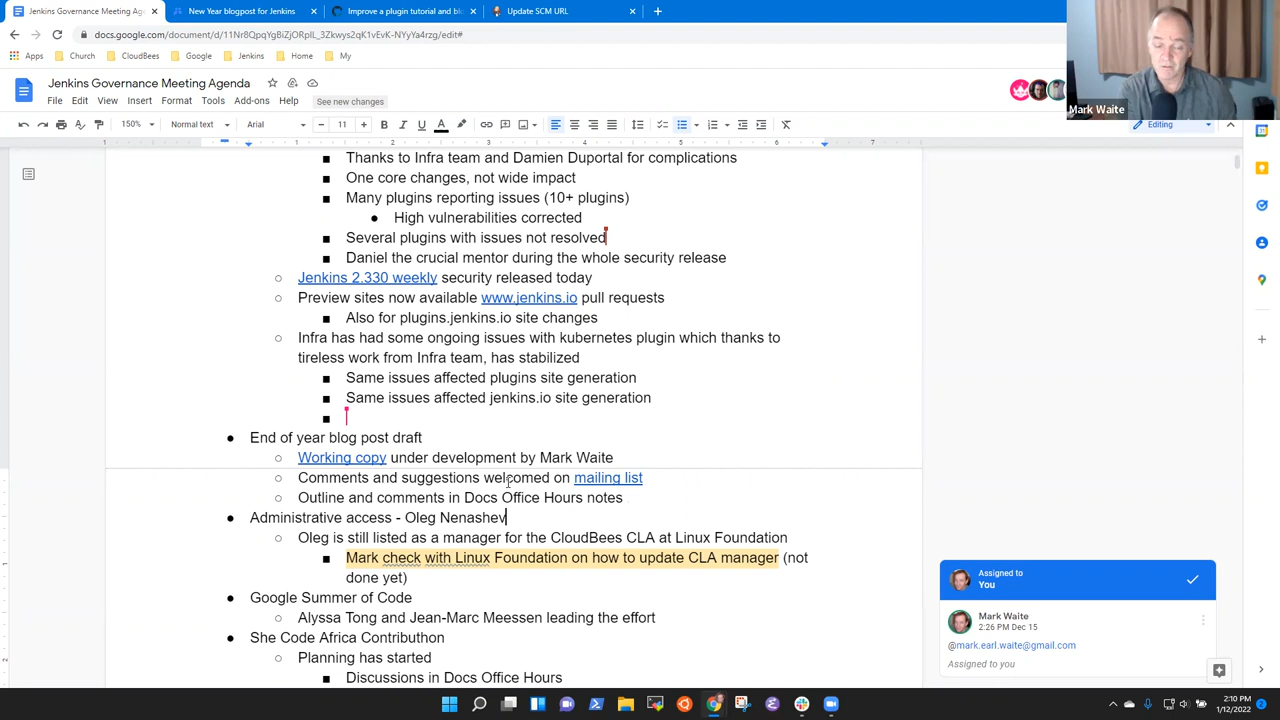 Jenkins Governance Meeting Ag
New Year blogpost for Jenkins
Improve a plugin tutorial and blo
Update SCM URL
docs.google.com/document/d/11Nr8QpqYgBiZjORpIL_3Zkwys2qK1vEvK-NYyYa4rzg/edit#
Apps
Church
CloudBees
Google
Jenkins
Home
My
Mark Waite
Jenkins Governance Meeting Agenda
File Edit View Insert Format Tools Add-ons Help See new changes
150% Normal text Arial 11 Editing
1 1 2 3 4 5 6 7
Thanks to Infra team and Damien Duportal for complications
One core changes, not wide impact
Many plugins reporting issues (10+ plugins)
High vulnerabilities corrected
Several plugins with issues not resolved
Daniel the crucial mentor during the whole security release
Jenkins 2.330 weekly security released today
Preview sites now available www.jenkins.io pull requests
Also for plugins.jenkins.io site changes
Infra has had some ongoing issues with kubernetes plugin which thanks to
tireless work from Infra team, has stabilized
Same issues affected plugins site generation
Same issues affected jenkins.io site generation
End of year blog post draft
Working copy under development by Mark Waite
Comments and suggestions welcomed on mailing list
Outline and comments in Docs Office Hours notes
Administrative access - Oleg Nenashev
Oleg is still listed as a manager for the CloudBees CLA at Linux Foundation
Mark check with Linux Foundation on how to update CLA manager (not
done yet)
Google Summer of Code
Alyssa Tong and Jean-Marc Meessen leading the effort
She Code Africa Contributhon
Planning has started
Discussions in Docs Office Hours
Assigned to
You
Mark Waite
2:26 PM Dec 15
@mark.earl.waite@gmail.com
Assigned to you
2:10 PM
1/12/2022